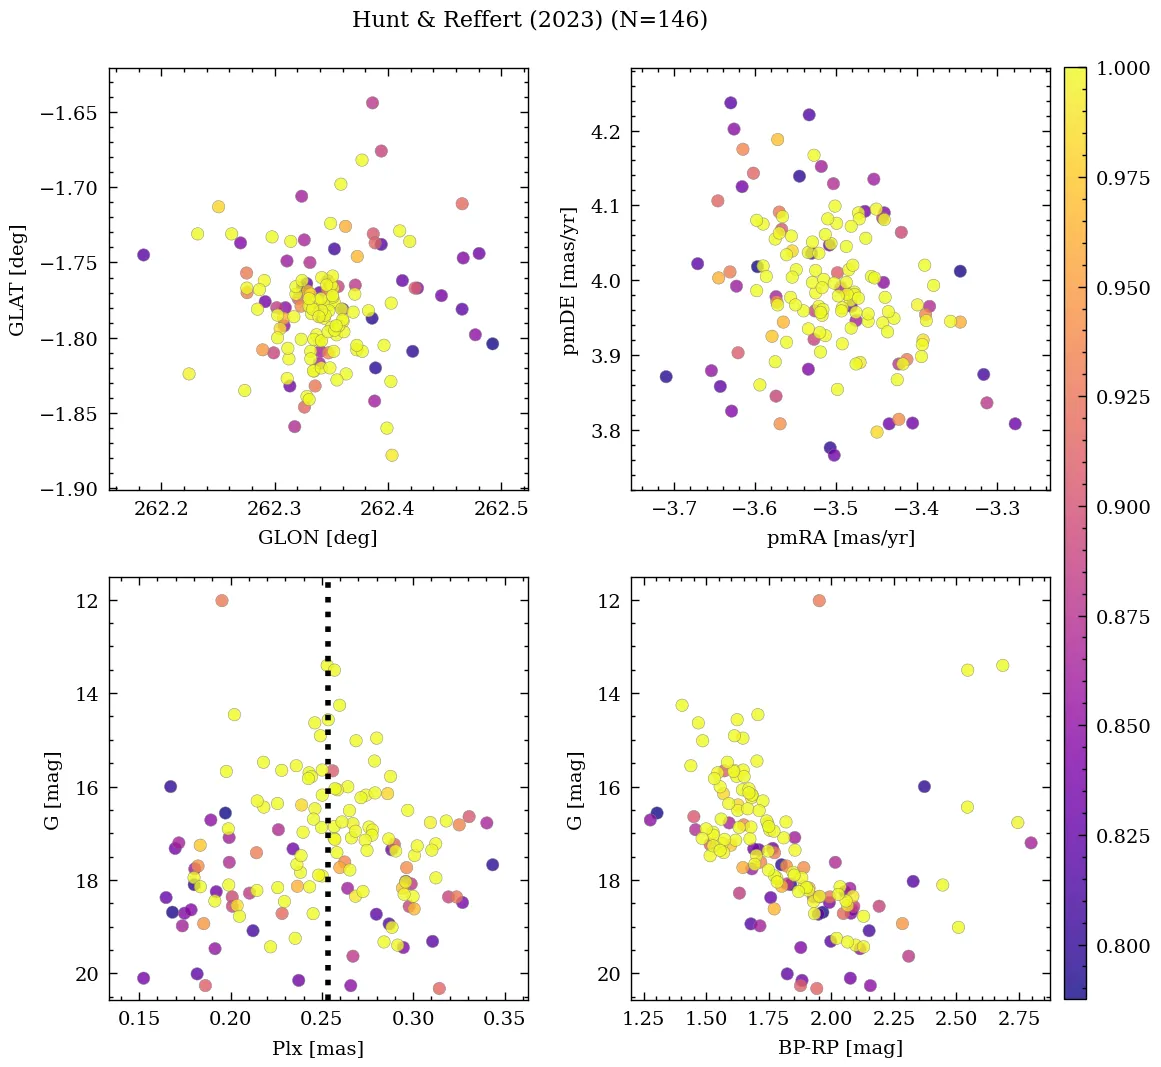 Hunt & Reffert (2023) (N=146)
−1.65
−1.70
−1.75
−1.80
−1.85
−1.90
GLAT [deg]
262.2 262.3 262.4 262.5
GLON [deg]
4.2
4.1
4.0
3.9
3.8
pmDE [mas/yr]
−3.7 −3.6 −3.5 −3.4 −3.3
pmRA [mas/yr]
1.000
0.975
0.950
0.925
0.900
0.875
0.850
0.825
0.800
12
14
16
18
20
G [mag]
0.15 0.20 0.25 0.30 0.35
Plx [mas]
12
14
16
18
20
G [mag]
1.25 1.50 1.75 2.00 2.25 2.50 2.75
BP-RP [mag]